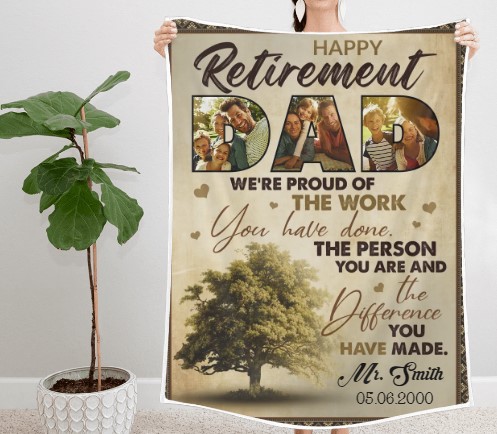 HAPPY
Retirement
DAD
WE'RE PROUD OF
THE WORK
You have done.
THE PERSON
YOU ARE AND
the
Difference
YOU
HAVE MADE.
Mr. Smith
05.06.2000